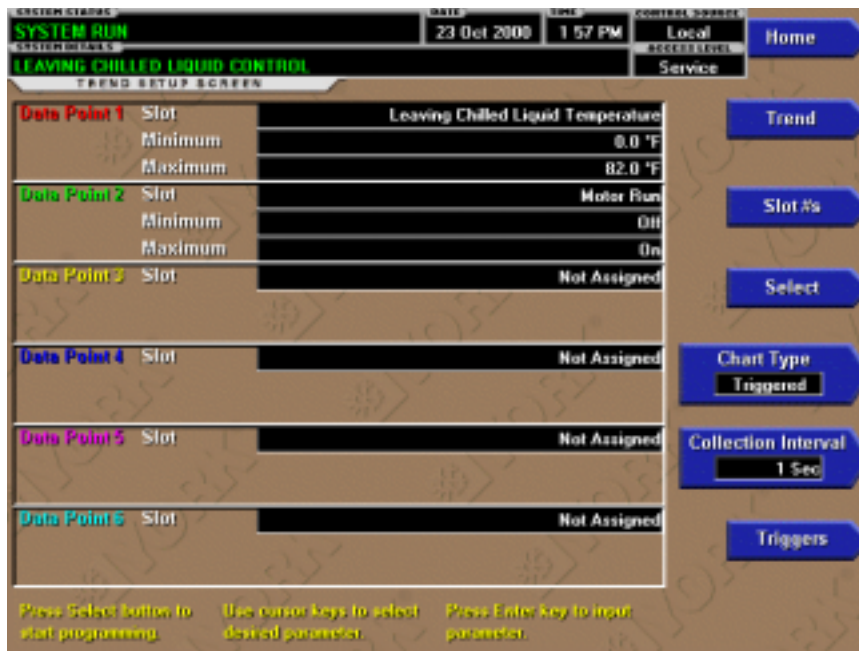 SYSTEM STATUS
SYSTEM RUN
DATE
23 Oct 2000
TIME
1 57 PM
CONTROL SOURCE
Local
Home
SYSTEM DETAILS
LEAVING CHILLED LIQUID CONTROL
ACCESS LEVEL
Service
TREND SETUP SCREEN
Data Point 1 Slot Leaving Chilled Liquid Temperature
Minimum 0.0 °F
Maximum 82.0 °F
Trend
Data Point 2 Slot Motor Run
Minimum Off
Maximum On
Slot #s
Data Point 3 Slot Not Assigned
Select
Data Point 4 Slot Not Assigned
Chart Type
Triggered
Data Point 5 Slot Not Assigned
Collection Interval
1 Sec
Data Point 6 Slot Not Assigned
Triggers
Press Select button to start programming.
Use cursor keys to select desired parameter.
Press Enter key to input parameter.
YORK